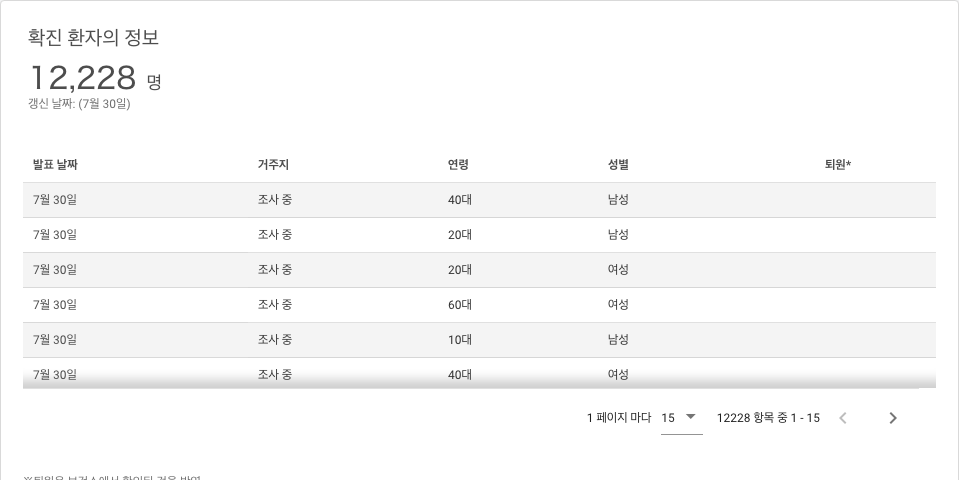 확진 환자의 정보
12,228 명
갱신 날짜: (7월 30일)
발표 날짜 거주지 연령 성별 퇴원*
7월 30일 조사 중 40대 남성
7월 30일 조사 중 20대 남성
7월 30일 조사 중 20대 여성
7월 30일 조사 중 60대 여성
7월 30일 조사 중 10대 남성
7월 30일 조사 중 40대 여성
1 페이지 마다 15 12228 항목 중 1 - 15